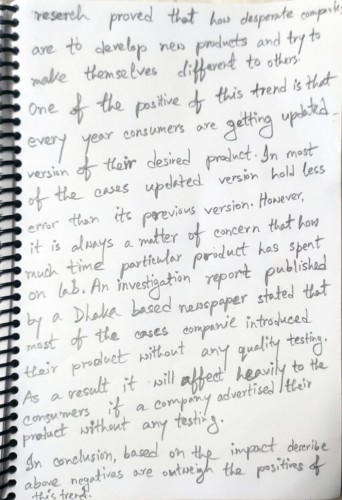 reserch proved that how desperate companies
are to develop new products and try to
make themselves different to others.
One of the positive of this trend is that
every year consumers are getting updated
version of their desired product. In most
of the cases updated version hold less
error than its previous version. However,
it is always a matter of concern that how
much time particular product has spent
on lab. An investigation report published
by a Dhaka based newspaper stated that
most of the cases companie introduced
their product without any quality testing.
As a result it will affect heavily to the
consumers if a company advertised their
product without any testing.
In conclusion, based on the impact describe
above negatives are outweigh the positives of
this trend.